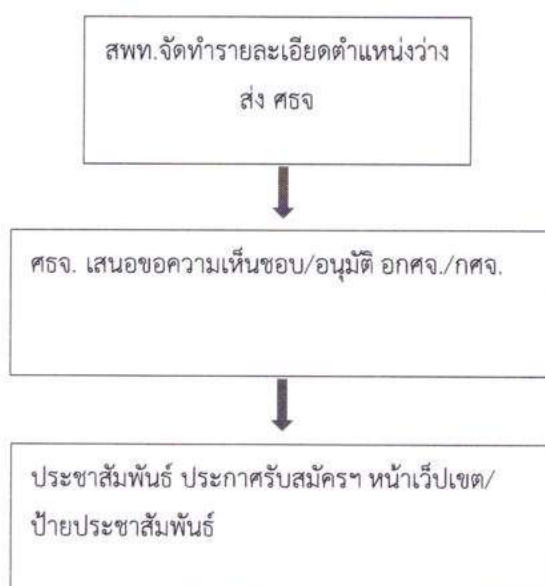 สพท.จัดทำรายละเอียดตำแหน่งว่าง
ส่ง ศธจ
ศธจ. เสนอขอความเห็นชอบ/อนุมัติ อกศจ./กศจ.
ประชาสัมพันธ์ ประกาศรับสมัครฯ หน้าเว็ปเขต/
ป้ายประชาสัมพันธ์